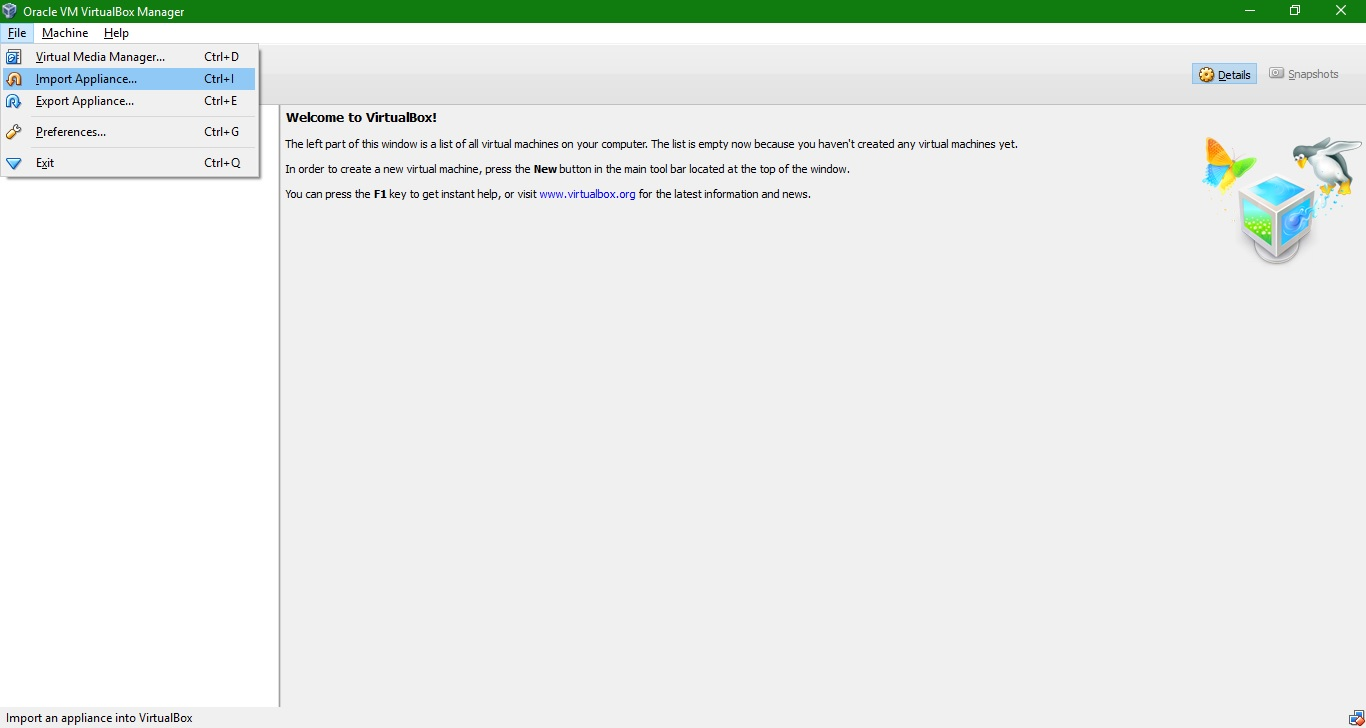 Oracle VM VirtualBox Manager
File Machine Help
Virtual Media Manager... Ctrl+D
Import Appliance... Ctrl+I
Export Appliance... Ctrl+E
Preferences... Ctrl+G
Exit Ctrl+Q
Details Snapshots
Welcome to VirtualBox!
The left part of this window is a list of all virtual machines on your computer. The list is empty now because you haven't created any virtual machines yet.
In order to create a new virtual machine, press the New button in the main tool bar located at the top of the window.
You can press the F1 key to get instant help, or visit www.virtualbox.org for the latest information and news.
Import an appliance into VirtualBox